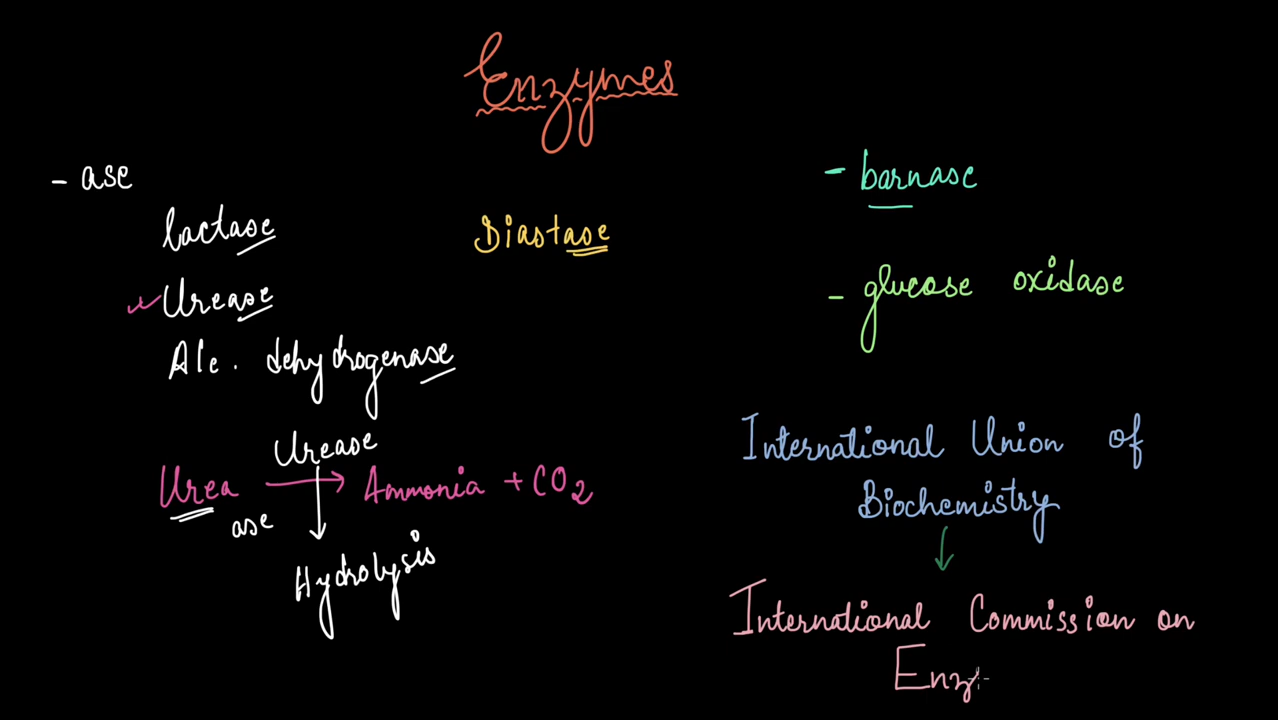 Enzymes
- ase
lactase
Urease
Alc. dehydrogenase
Diastase
Urease
Urea → Ammonia + CO2
ase
Hydrolysis
- barnase
- glucose oxidase
International Union of
Biochemistry
International Commission on
Enz